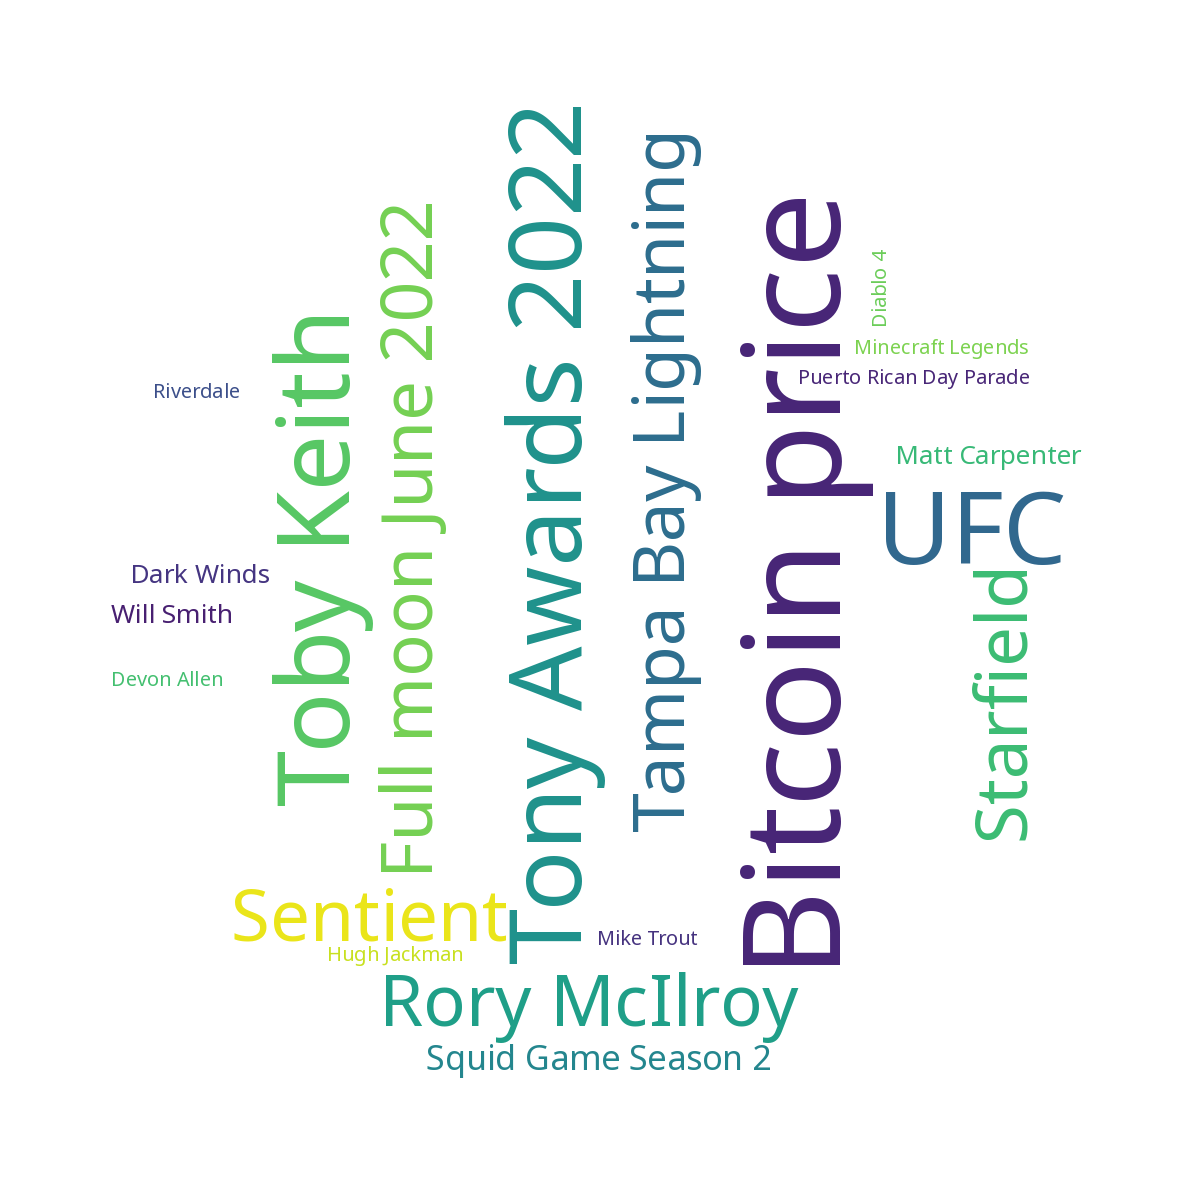 Tony Awards 2022
Tampa Bay Lightning
Bitcoin price
Full moon June 2022
Toby Keith
Diablo 4
Minecraft Legends
Puerto Rican Day Parade
Riverdale
Matt Carpenter
UFC
Dark Winds
Starfield
Will Smith
Devon Allen
Sentient
Mike Trout
Hugh Jackman
Rory McIlroy
Squid Game Season 2